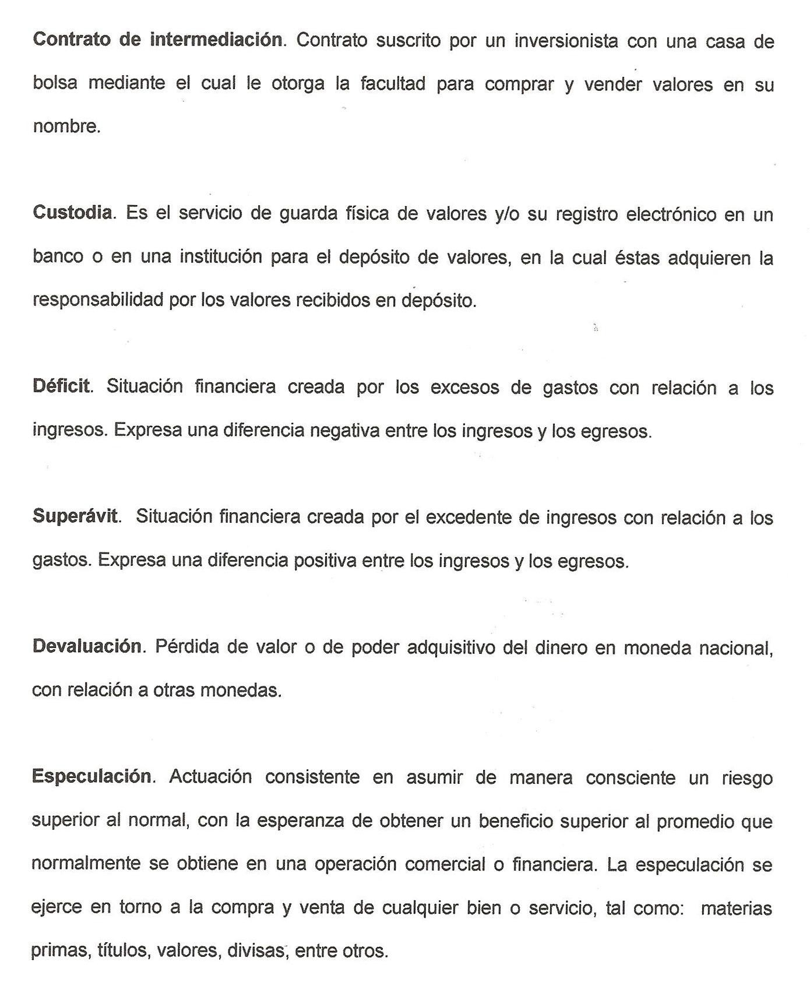 Contrato de intermediación. Contrato suscrito por un inversionista con una casa de
bolsa mediante el cual le otorga la facultad para comprar y vender valores en su
nombre.
Custodia. Es el servicio de guarda física de valores y/o su registro electrónico en un
banco o en una institución para el depósito de valores, en la cual éstas adquieren la
responsabilidad por los valores recibidos en depósito.
Déficit. Situación financiera creada por los excesos de gastos con relación a los
ingresos. Expresa una diferencia negativa entre los ingresos y los egresos.
Superávit. Situación financiera creada por el excedente de ingresos con relación a los
gastos. Expresa una diferencia positiva entre los ingresos y los egresos.
Devaluación. Pérdida de valor o de poder adquisitivo del dinero en moneda nacional,
con relación a otras monedas.
Especulación. Actuación consistente en asumir de manera consciente un riesgo
superior al normal, con la esperanza de obtener un beneficio superior al promedio que
normalmente se obtiene en una operación comercial o financiera. La especulación se
ejerce en torno a la compra y venta de cualquier bien o servicio, tal como: materias
primas, títulos, valores, divisas, entre otros.